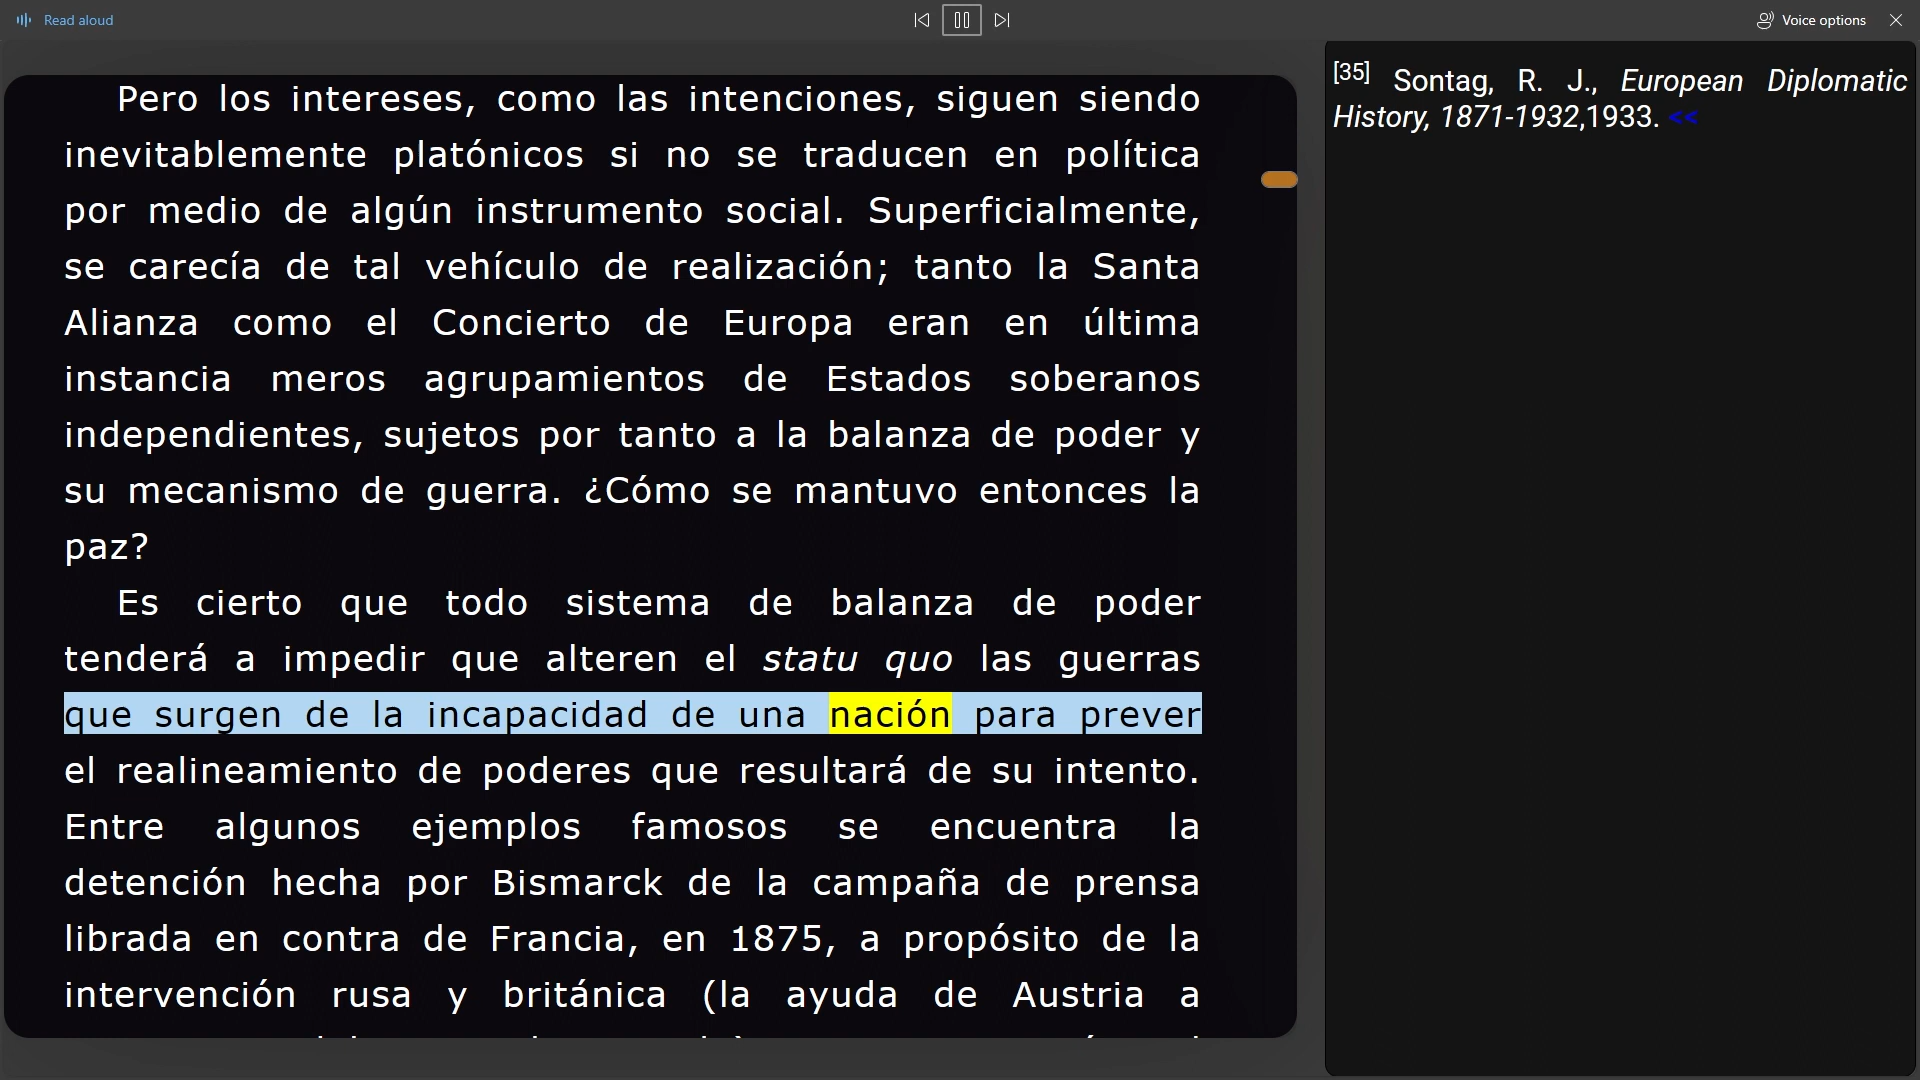 Read aloud
Voice options
Pero los intereses, como las intenciones, siguen siendo
inevitablemente platónicos si no se traducen en política
por medio de algún instrumento social. Superficialmente,
se carecía de tal vehículo de realización; tanto la Santa
Alianza como el Concierto de Europa eran en última
instancia meros agrupamientos de Estados soberanos
independientes, sujetos por tanto a la balanza de poder y
su mecanismo de guerra. ¿Cómo se mantuvo entonces la
paz?
Es cierto que todo sistema de balanza de poder
tenderá a impedir que alteren el statu quo las guerras
que surgen de la incapacidad de una nación para prever
el realineamiento de poderes que resultará de su intento.
Entre algunos ejemplos famosos se encuentra la
detención hecha por Bismarck de la campaña de prensa
librada en contra de Francia, en 1875, a propósito de la
intervención rusa y británica (la ayuda de Austria a
[35] Sontag, R. J., European Diplomatic
History, 1871-1932,1933. <<